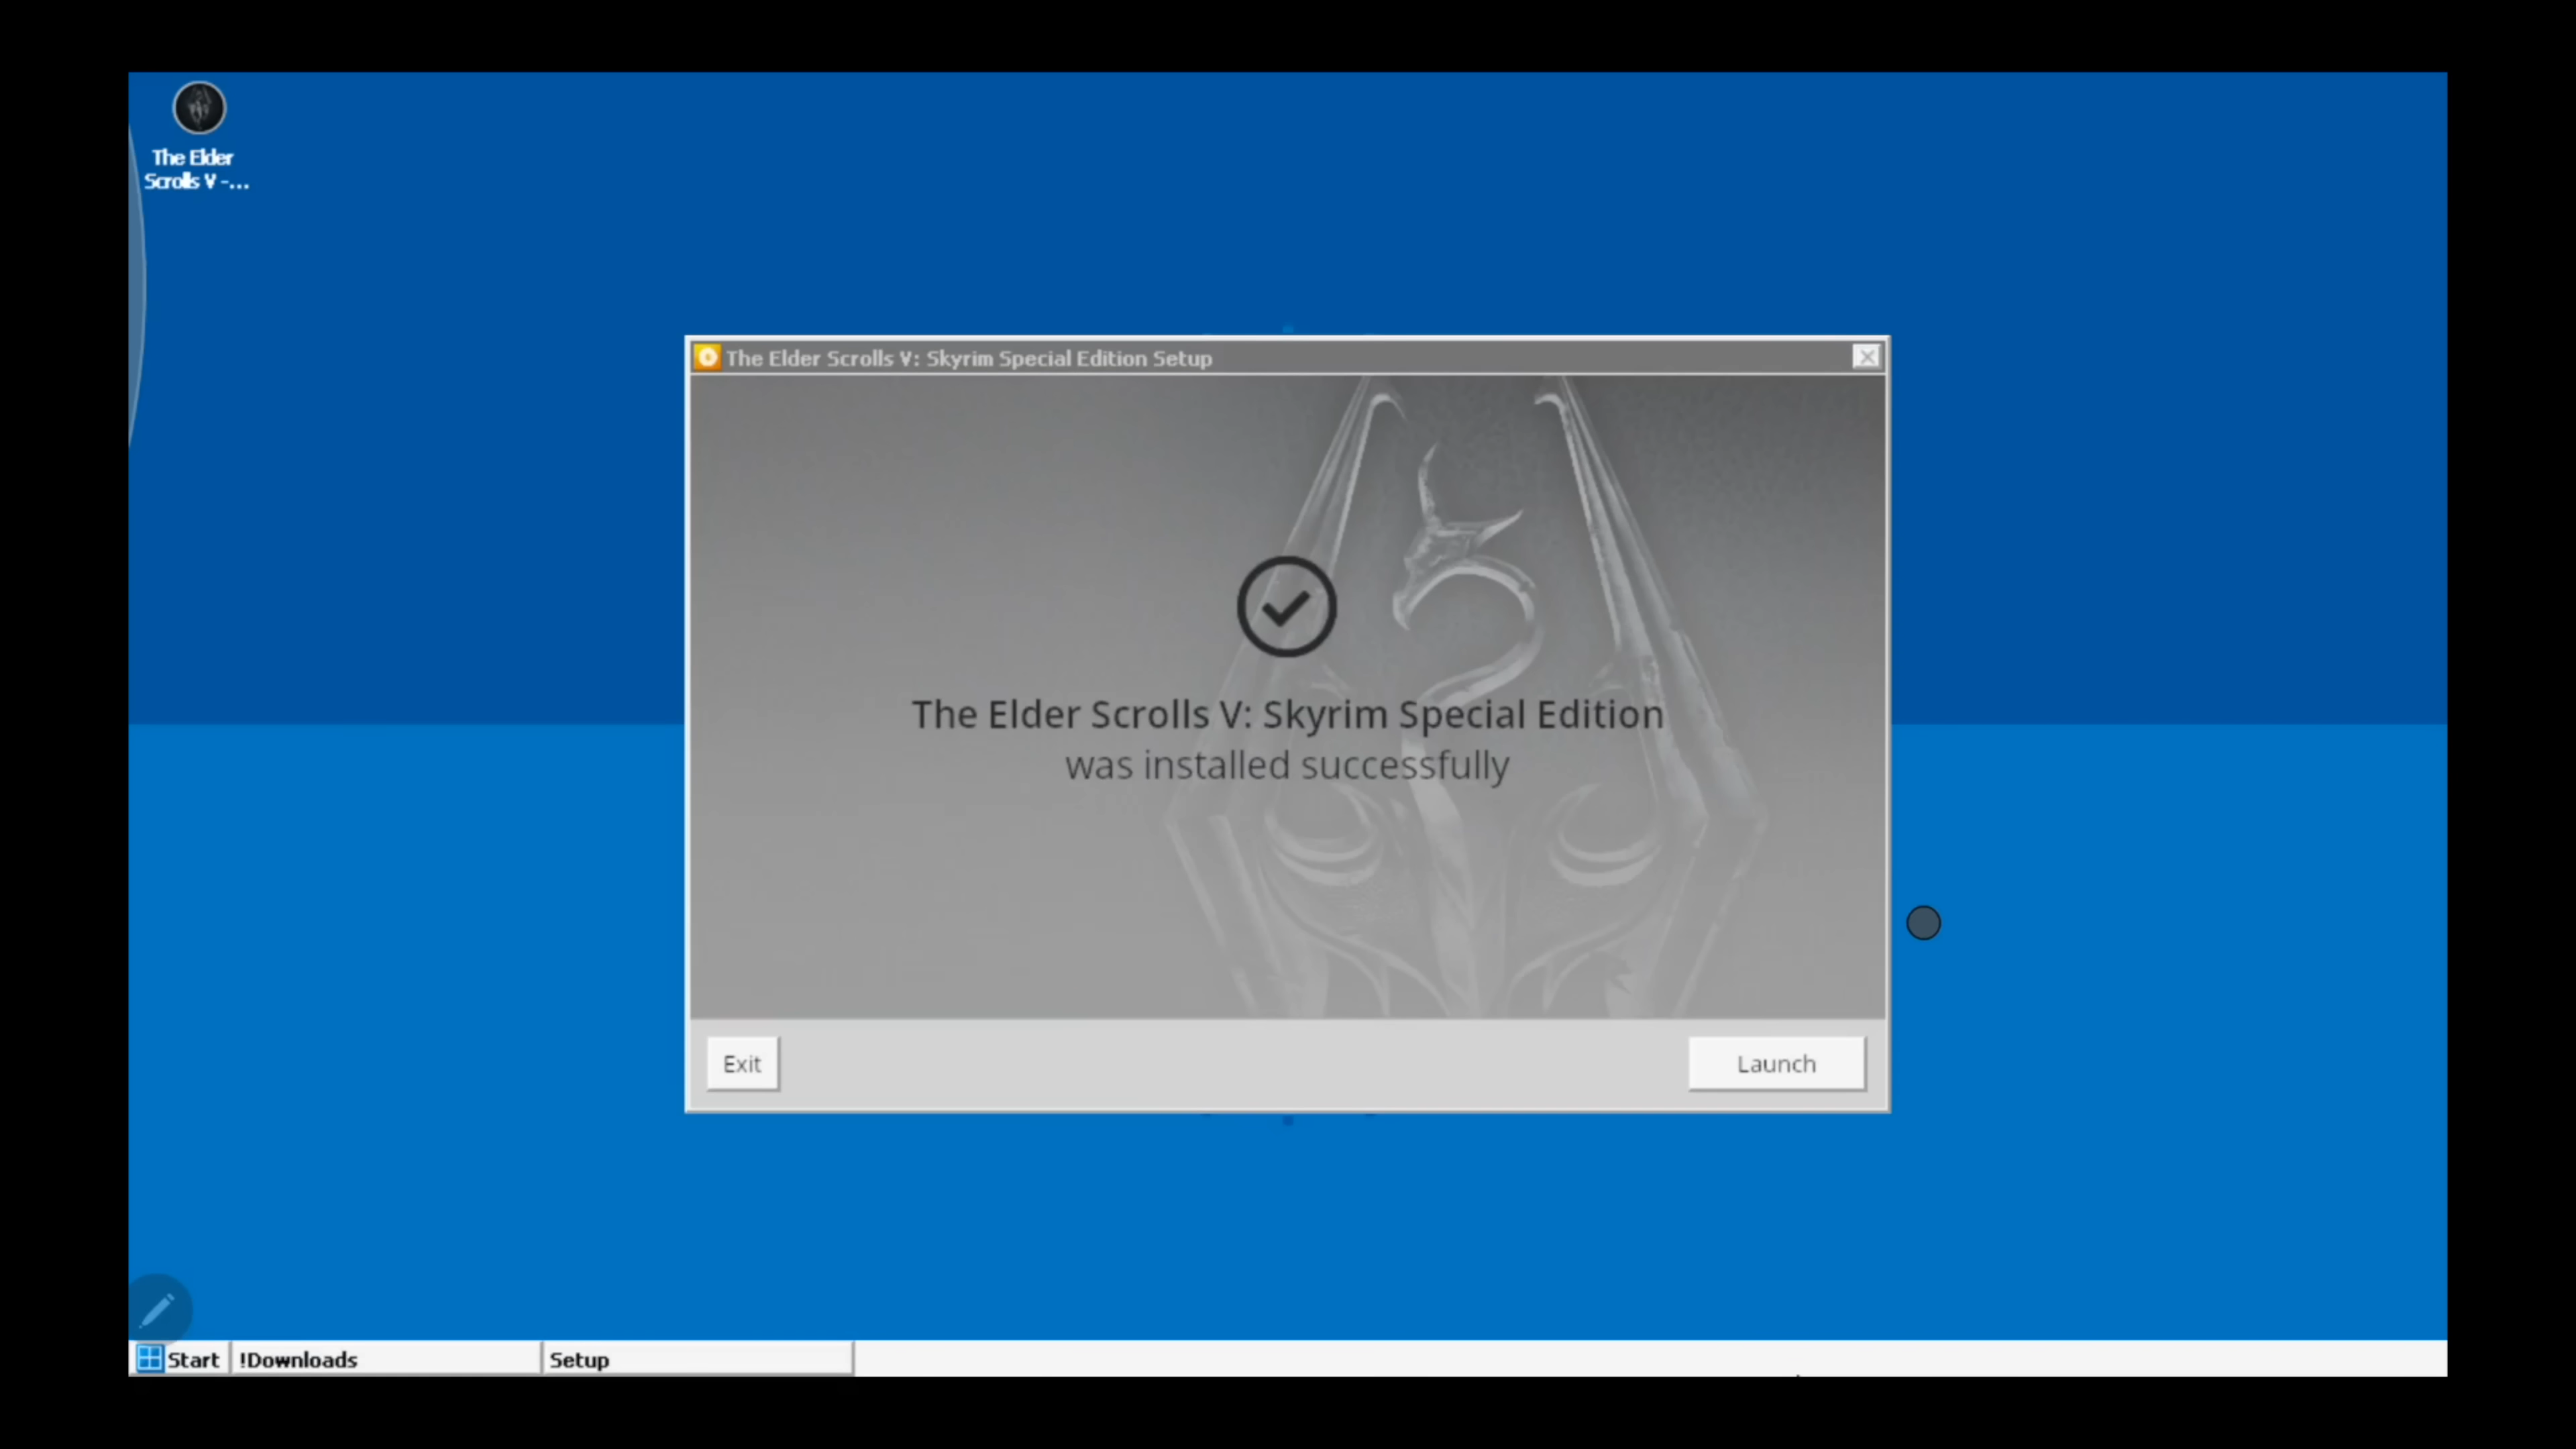 The Elder
Scrolls V -...
The Elder Scrolls V: Skyrim Special Edition Setup
The Elder Scrolls V: Skyrim Special Edition
was installed successfully
Exit
Launch
Start
!Downloads
Setup